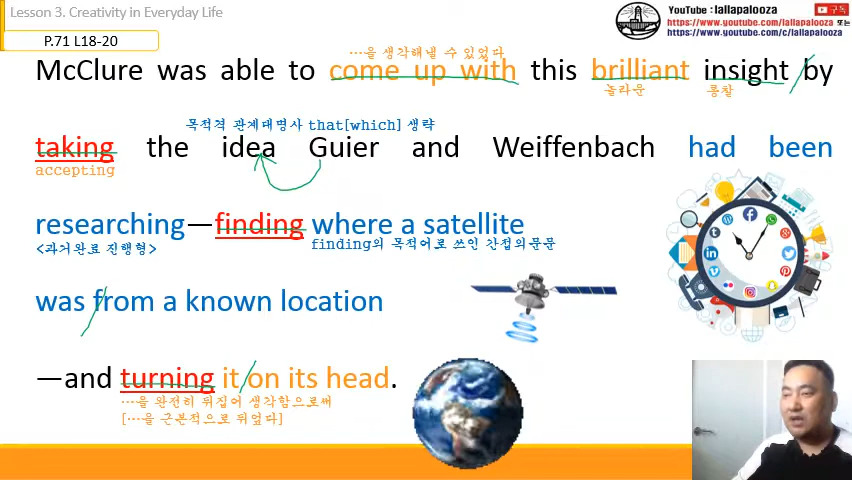 Lesson 3. Creativity in Everyday Life
P.71 L18-20
YouTube : lallapalooza
구독
https://www.youtube.com/lallapalooza 또는
https://www.youtube.com/c/lallapalooza
…을 생각해낼 수 있었다
McClure was able to come up with this brilliant insight by
놀라운 통찰
목적격 관계대명사 that[which] 생략
taking the idea Guier and Weiffenbach had been
accepting
researching—finding where a satellite
<과거완료 진행형> finding의 목적어로 쓰인 간접의문문
was from a known location
—and turning it on its head.
…을 완전히 뒤집어 생각함으로써
[…을 근본적으로 뒤엎다]